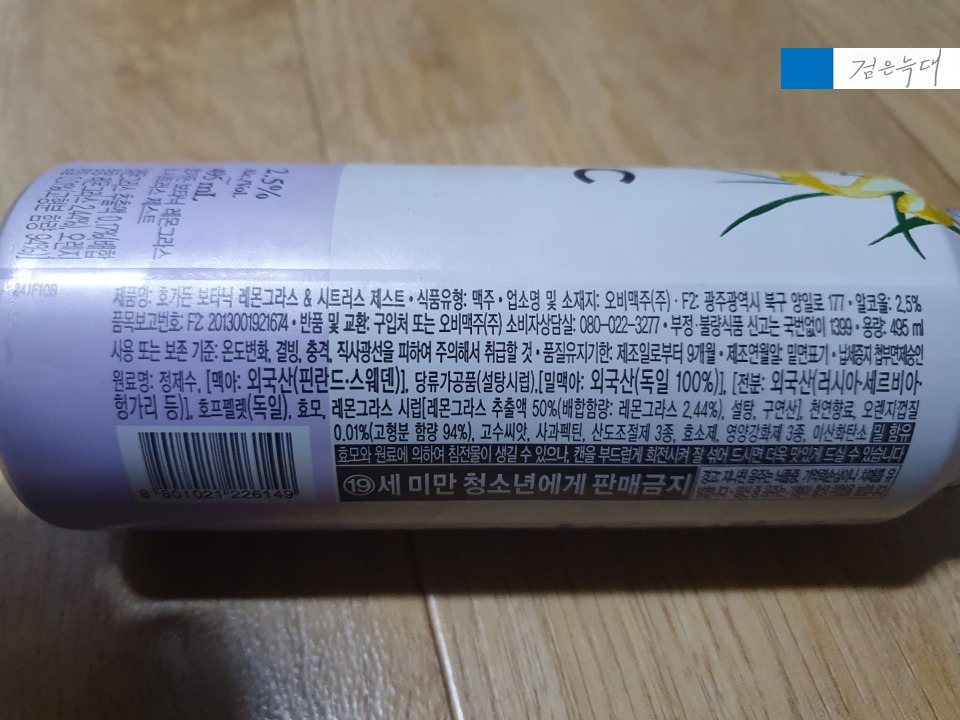 검은늑대
C
2.5%
Alc./Vol.
495 mL
241F10B
제품명: 호가든 보타닉 레몬그라스 & 시트러스 제스트 • 식품유형: 맥주 • 업소명 및 소재지: 오비맥주(주) · F2: 광주광역시 북구 양일로 177 • 알코올: 2.5%
품목보고번호: F2: 2013001921674 • 반품 및 교환: 구입처 또는 오비맥주(주) 소비자상담실: 080-022-3277 • 부정·불량식품 신고는 국번없이 1399 • 용량: 495 ml
사용 또는 보존 기준: 온도변화, 결빙, 충격, 직사광선을 피하여 주의해서 취급할 것 • 품질유지기한: 제조일로부터 9개월 • 제조연월일: 밑면표기 • 납세증지 첩부면제승인
원료명: 정제수, [맥아: 외국산(핀란드·스웨덴)], 당류가공품(설탕시럽),[밀맥아: 외국산(독일 100%)], [전분: 외국산(러시아·세르비아·
헝가리 등)], 호프펠렛(독일), 효모, 레몬그라스 시럽[레몬그라스 추출액 50%(배합함량: 레몬그라스 2.44%), 설탕, 구연산], 천연향료, 오렌지껍질
0.01%(고형분 함량 94%), 고수씨앗, 사과펙틴, 산도조절제 3종, 효소제, 영양강화제 3종, 이산화탄소 밀 함유
효모와 원료에 의하여 침전물이 생길 수 있으나, 캔을 부드럽게 회전시켜 잘 섞어 드시면 더욱 맛있게 드실 수 있습니다
19 세 미만 청소년에게 판매금지
8 801921 226149